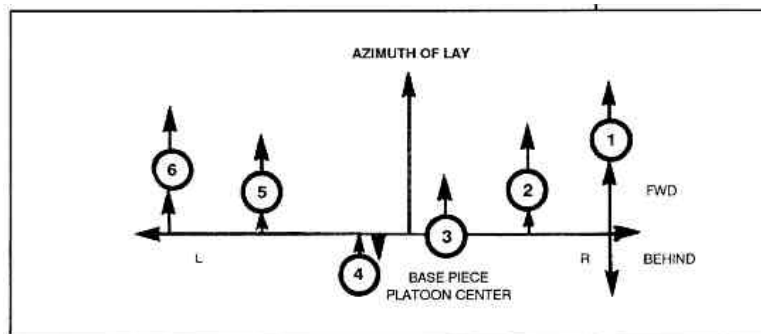 AZIMUTH OF LAY
1
6
2
5
FWD
3
L
4
BASE PIECE
PLATOON CENTER
R
BEHIND